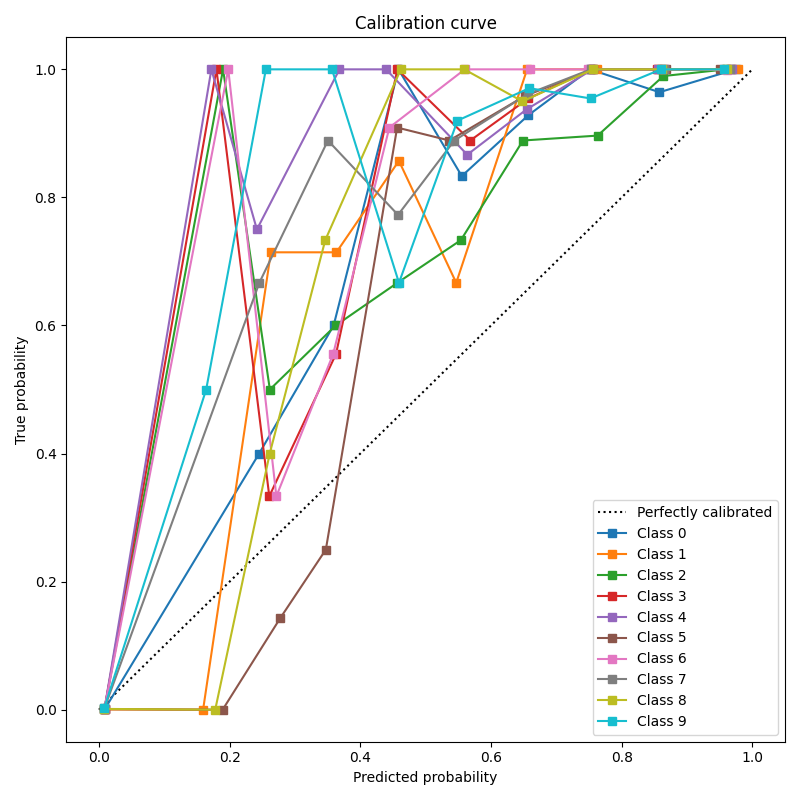 Calibration curve
True probability
1.0
0.8
0.6
0.4
0.2
0.0
0.0 0.2 0.4 0.6 0.8 1.0
Predicted probability
Perfectly calibrated
Class 0
Class 1
Class 2
Class 3
Class 4
Class 5
Class 6
Class 7
Class 8
Class 9